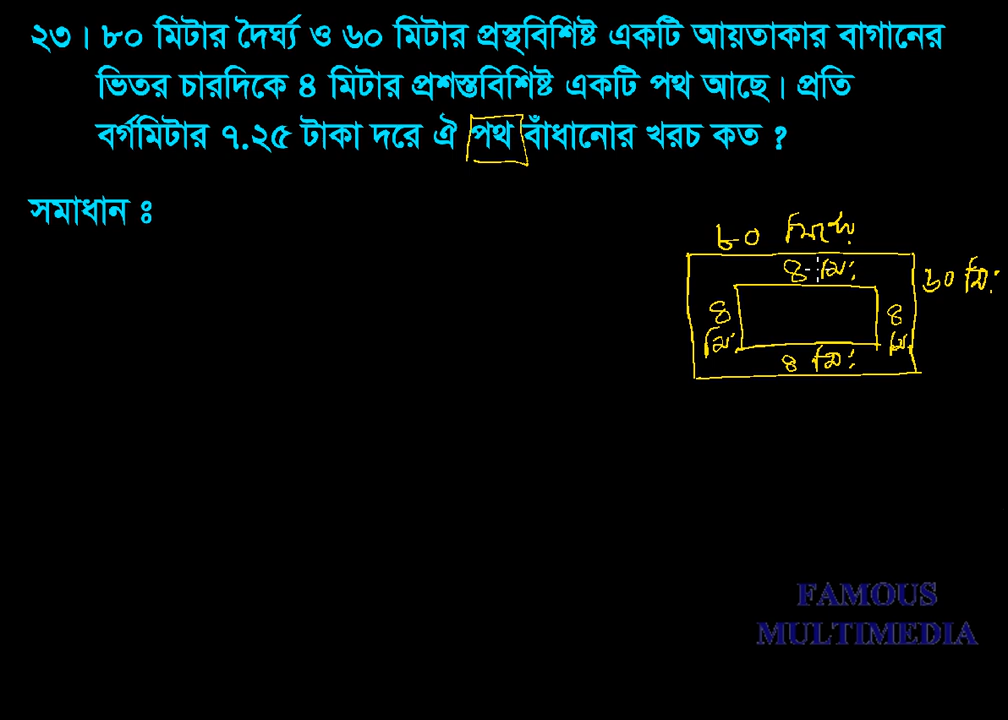 ২৩। ৮০ মিটার দৈর্ঘ্য ও ৬০ মিটার প্রস্থবিশিষ্ট একটি আয়তাকার বাগানের
ভিতর চারদিকে ৪ মিটার প্রশস্তবিশিষ্ট একটি পথ আছে। প্রতি
বর্গমিটার ৭.২৫ টাকা দরে ঐ পথ বাঁধানোর খরচ কত ?
সমাধান ঃ
৮০ মিটার
৪ মি:
৬০ মি:
৪ মি:
৪ মি:
৪ মি:
FAMOUS
MULTIMEDIA